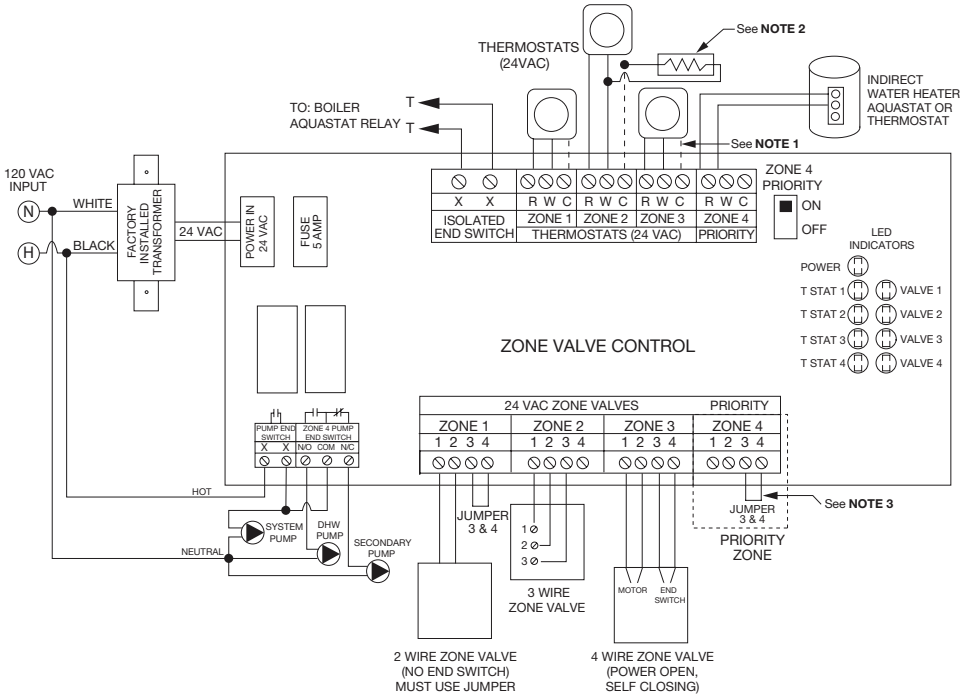 See NOTE 2
THERMOSTATS
(24VAC)
INDIRECT
WATER HEATER
AQUASTAT OR
THERMOSTAT
TO: BOILER
AQUASTAT RELAY
T
T
See NOTE 1
120 VAC
INPUT
N
WHITE
H
BLACK
FACTORY
INSTALLED
TRANSFORMER
24 VAC
POWER IN
24 VAC
FUSE
5 AMP
X X R W C R W C R W C R W C
ISOLATED
END SWITCH
ZONE 1 ZONE 2 ZONE 3 ZONE 4
THERMOSTATS (24 VAC) PRIORITY
ZONE 4
PRIORITY
ON
OFF
LED
INDICATORS
POWER
T STAT 1 VALVE 1
T STAT 2 VALVE 2
T STAT 3 VALVE 3
T STAT 4 VALVE 4
ZONE VALVE CONTROL
PUMP END
SWITCH
ZONE 4 PUMP
END SWITCH
X X N/O COM N/C
24 VAC ZONE VALVES PRIORITY
ZONE 1 ZONE 2 ZONE 3 ZONE 4
1 2 3 4 1 2 3 4 1 2 3 4 1 2 3 4
HOT
NEUTRAL
SYSTEM
PUMP
DHW
PUMP
SECONDARY
PUMP
JUMPER
3 & 4
1
2
3
3 WIRE
ZONE VALVE
MOTOR
END
SWITCH
JUMPER
3 & 4
See NOTE 3
PRIORITY
ZONE
2 WIRE ZONE VALVE
(NO END SWITCH)
MUST USE JUMPER
4 WIRE ZONE VALVE
(POWER OPEN,
SELF CLOSING)